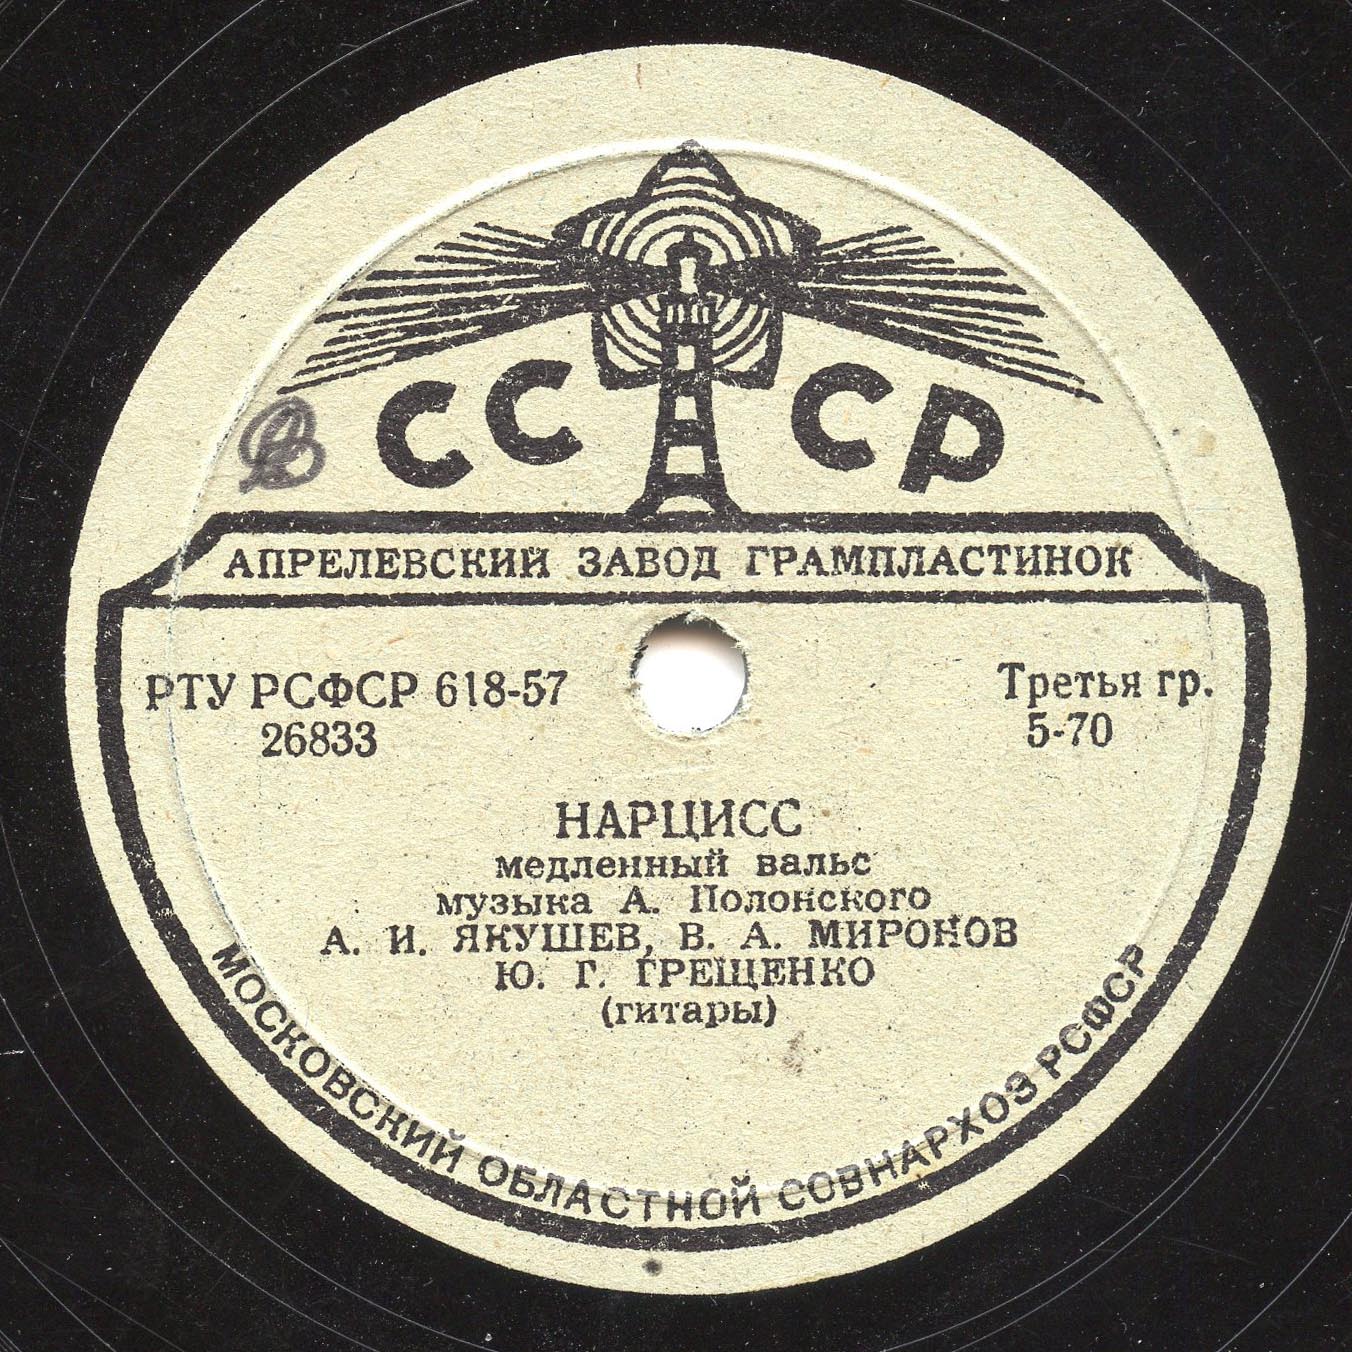 СССР
АПРЕЛЕВСКИЙ ЗАВОД ГРАМПЛАСТИНОК
РТУ РСФСР 618-57
26833
Третья гр.
5-70
НАРЦИСС
медленный вальс
музыка А. Полонского
А. И. ЯКУШЕВ, В. А. МИРОНОВ
Ю. Г. ГРЕЩЕНКО
(гитары)
МОСКОВСКИЙ ОБЛАСТНОЙ СОВНАРХОЗ РСФСР